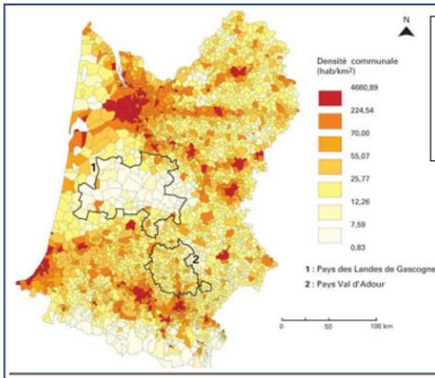 N
Densité communale
(hab/km²)
4660,89
224,54
70,00
55,07
25,77
12,26
7,59
0,83
1
2
1 : Pays des Landes de Gascogne
2 : Pays Val d'Adour
0 50 100 km